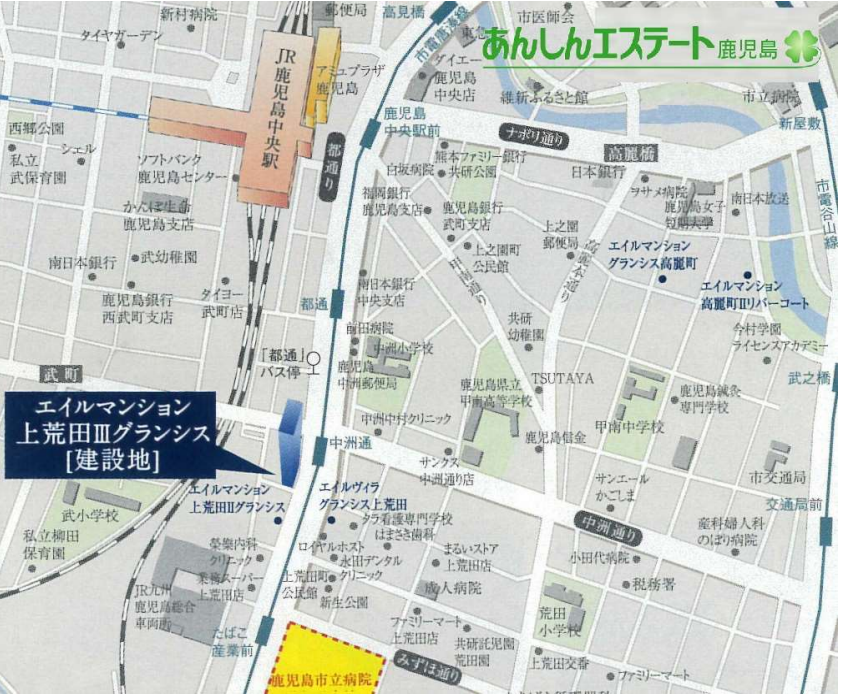 新村病院
郵便局
高見橋
市電高見橋
市医師会
タイヤガーデン
あんしんエステート 鹿児島
JR鹿児島中央駅
アミュプラザ
鹿児島
ダイエー
鹿児島
中央店
維新ふるさと館
市立病院
新屋敷
鹿児島
中央駅前
ナポリ通り
高麗橋
西郷公園
シェル
私立
武保育園
ソフトバンク
鹿児島センター
都通り
熊本ファミリー銀行
白坂病院
共研公園
日本銀行
ヨサメ病院
鹿児島女子
短期大学
南日本放送
市電谷山線
かんぽ生命
鹿児島支店
福岡銀行
鹿児島支店
鹿児島銀行
武町支店
上之園
郵便局
高麗本通り
エイルマンション
グランシス高麗町
上之園町
公民館
甲南通り
南日本銀行
武幼稚園
エイルマンション
高麗町Ⅱリバーコート
鹿児島銀行
西武町支店
タイヨー
武町店
都通
南日本銀行
中央支店
共研
幼稚園
今村学園
ライセンスアカデミー
前田病院
中洲小学校
「都通」
バス停
鹿児島
中洲郵便局
武町
鹿児島県立
甲南高等学校
TSUTAYA
武之橋
鹿児島鍼灸
専門学校
エイルマンション
上荒田Ⅲグランシス
[建設地]
中洲中村クリニック
甲南中学校
鹿児島信金
中洲通
サンクス
中洲通り店
サンエール
かごしま
市交通局
交通局前
エイルマンション
上荒田Ⅱグランシス
エイルヴィラ
グランシス上荒田
武小学校
タラ看護専門学校
はまさき歯科
中洲通り
産科婦人科
のぼり病院
私立柳田
保育園
ロイヤルホスト
永田デンタル
クリニック
まるいストア
上荒田店
小田代病院
税務署
上荒田町
公民館
新生公園
成人病院
JR九州
鹿児島総合
車両所
上荒田店
荒田
小学校
たばこ
産業前
ファミリーマート
上荒田店
共研託児園
荒田園
みずほ通り
上荒田交番
ファミリーマート
鹿児島市立病院